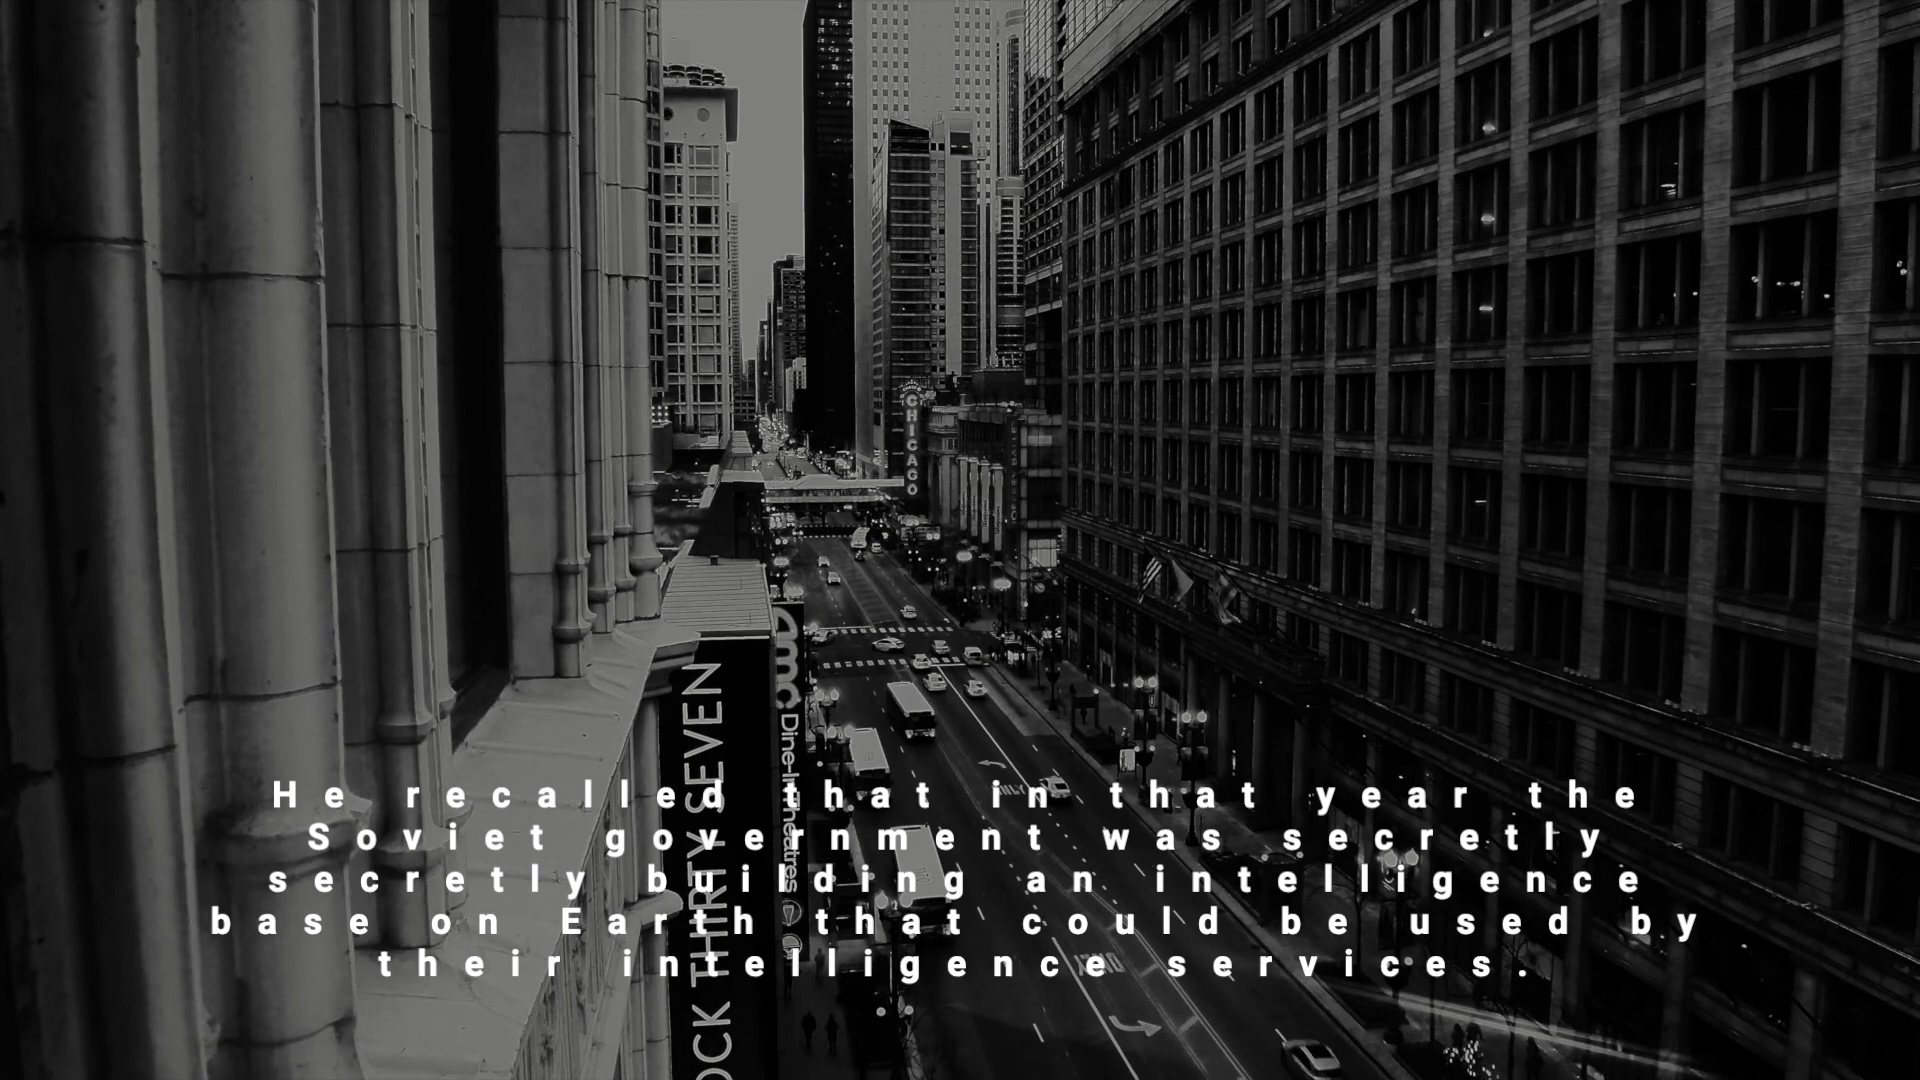 CHICAGO
amc
Dine-In Theatres
OCK THIRTY SEVEN
He recalled that in that year the
Soviet government was secretly
secretly building an intelligence
base on Earth that could be used by
their intelligence services.